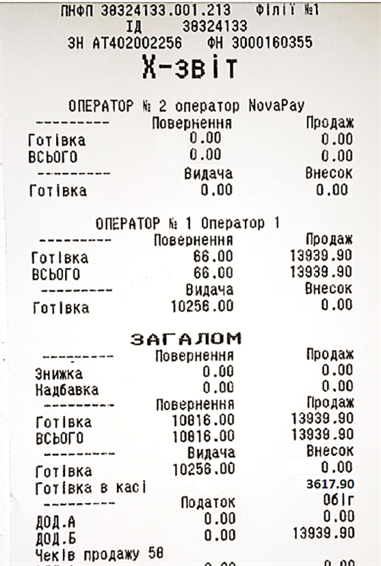 ПНФП 38324133.001.213 Філії №1
ІД 38324133
ЗН АТ402002256 ФН 3000160355
Х-звіт
ОПЕРАТОР № 2 оператор NovaPay
--------- Повернення Продаж
Готівка 0.00 0.00
ВСЬОГО 0.00 0.00
--------- Видача Внесок
Готівка 0.00 0.00
ОПЕРАТОР № 1 Оператор 1
--------- Повернення Продаж
Готівка 66.00 13939.90
ВСЬОГО 66.00 13939.90
--------- Видача Внесок
Готівка 10256.00 0.00
ЗАГАЛОМ
--------- Повернення Продаж
Знижка 0.00 0.00
Надбавка 0.00 0.00
--------- Повернення Продаж
Готівка 10816.00 13939.90
ВСЬОГО 10816.00 13939.90
--------- Видача Внесок
Готівка 10256.00 0.00
Готівка в касі 3617.90
--------- Податок Обіг
ДОД.А 0.00 0.00
ДОД.Б 0.00 13939.90
Чеків продажу 58